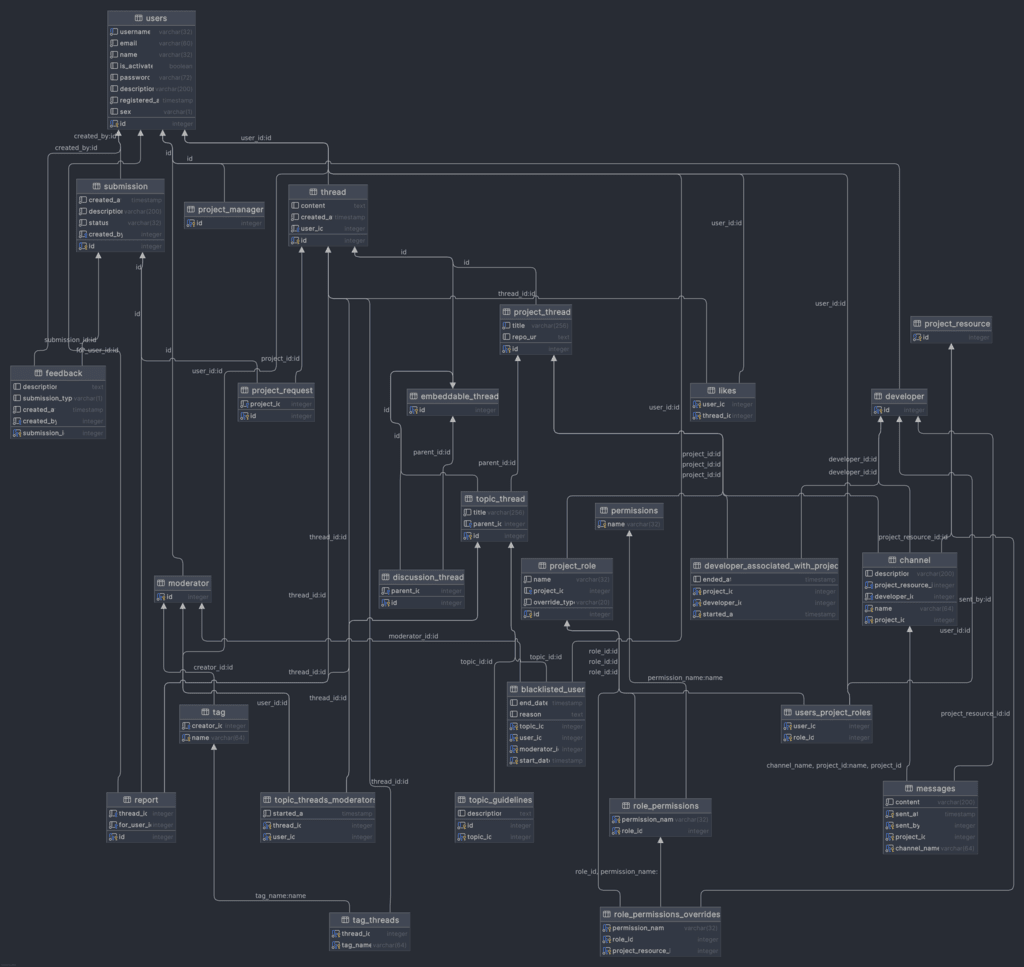 users
username varchar(32)
email varchar(60)
name varchar(32)
is_activate boolean
password varchar(72)
description varchar(200)
registered_a timestamp
sex varchar(1)
id integer
created_by:id
created_by:id
id
id
user_id:id
submission
created_a timestamp
description varchar(200)
status varchar(32)
created_by integer
id integer
project_manager
id integer
thread
content text
created_a timestamp
user_ic integer
id integer
user_id:id
id
id
id
id
thread_id:id
user_id:id
project_thread
title varchar(256)
repo_ur text
id integer
project_resource
id integer
submission_id:id
for_user_id:id
id
project_id:id
user_id:id
feedback
description text
submission_typ varchar(1)
created_a timestamp
created_by integer
submission_i integer
project_request
project_ic integer
id integer
embeddable_thread
id integer
likes
user_ic integer
thread_ic integer
developer
id integer
id
id
user_id:id
parent_id:id
parent_id:id
project_id:id
project_id:id
project_id:id
developer_id:id
developer_id:id
topic_thread
title varchar(256)
parent_ic integer
id integer
permissions
name varchar(32)
thread_id:id
project_resource_id:id
discussion_thread
parent_ic integer
id integer
project_role
name varchar(32)
project_ic integer
override_type
id integer
developer_associated_with_projec
ended_at timestamp
project_ic integer
developer_ic integer
started_a timestamp
channel
description varchar(200)
project_resource_i integer
developer_ic integer
name varchar(64)
project_ic integer
moderator
id integer
thread_id:id
sent_by:id
moderator_id:id
user_id:id
role_id:id
role_id:id
role_id:id
creator_id:id
thread_id:id
topic_id:id
topic_id:id
permission_name:name
user_id:id
thread_id:id
project_resource_id:id
blacklisted_user
end_date timestamp
reason text
topic_ic integer
user_ic integer
moderator_i integer
start_date timestamp
tag
creator_ic integer
name varchar(64)
users_project_roles
user_ic integer
role_ic integer
channel_name, project_id:name, project_id
thread_id:id
messages
content varchar(200)
sent_at timestamp
sent_by integer
project_ic integer
channel_name varchar(64)
report
thread_ic integer
for_user_i integer
id integer
topic_threads_moderators
started_a timestamp
thread_ic integer
user_ic integer
topic_guidelines
description text
id integer
topic_ic integer
role_permissions
permission_nam varchar(32)
role_ic integer
role_id, permission_name:
tag_name:name
tag_threads
thread_ic integer
tag_name varchar(64)
role_permissions_overrides
permission_nam varchar(32)
role_ic integer
project_resource_i integer